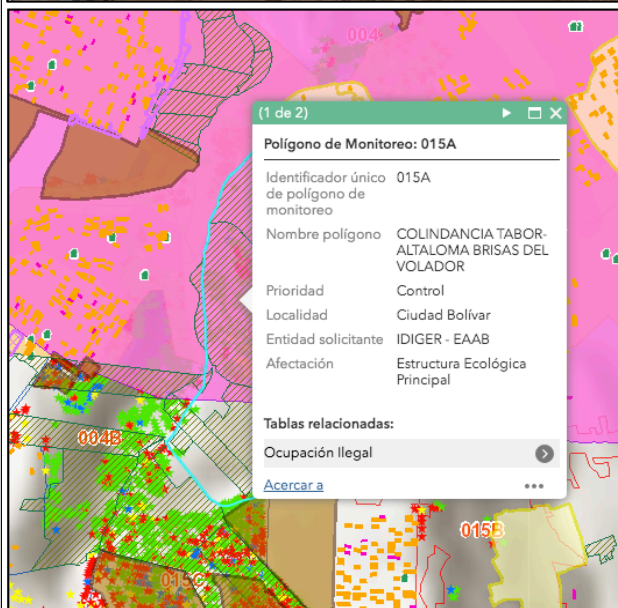 004
(1 de 2)
Polígono de Monitoreo: 015A
Identificador único 015A
de polígono de
monitoreo
Nombre polígono COLINDANCIA TABOR-
ALTALOMA BRISAS DEL
VOLADOR
Prioridad Control
Localidad Ciudad Bolívar
Entidad solicitante IDIGER - EAAB
Afectación Estructura Ecológica
Principal
Tablas relacionadas:
Ocupación Ilegal
Acercar a
004B
015B
015C